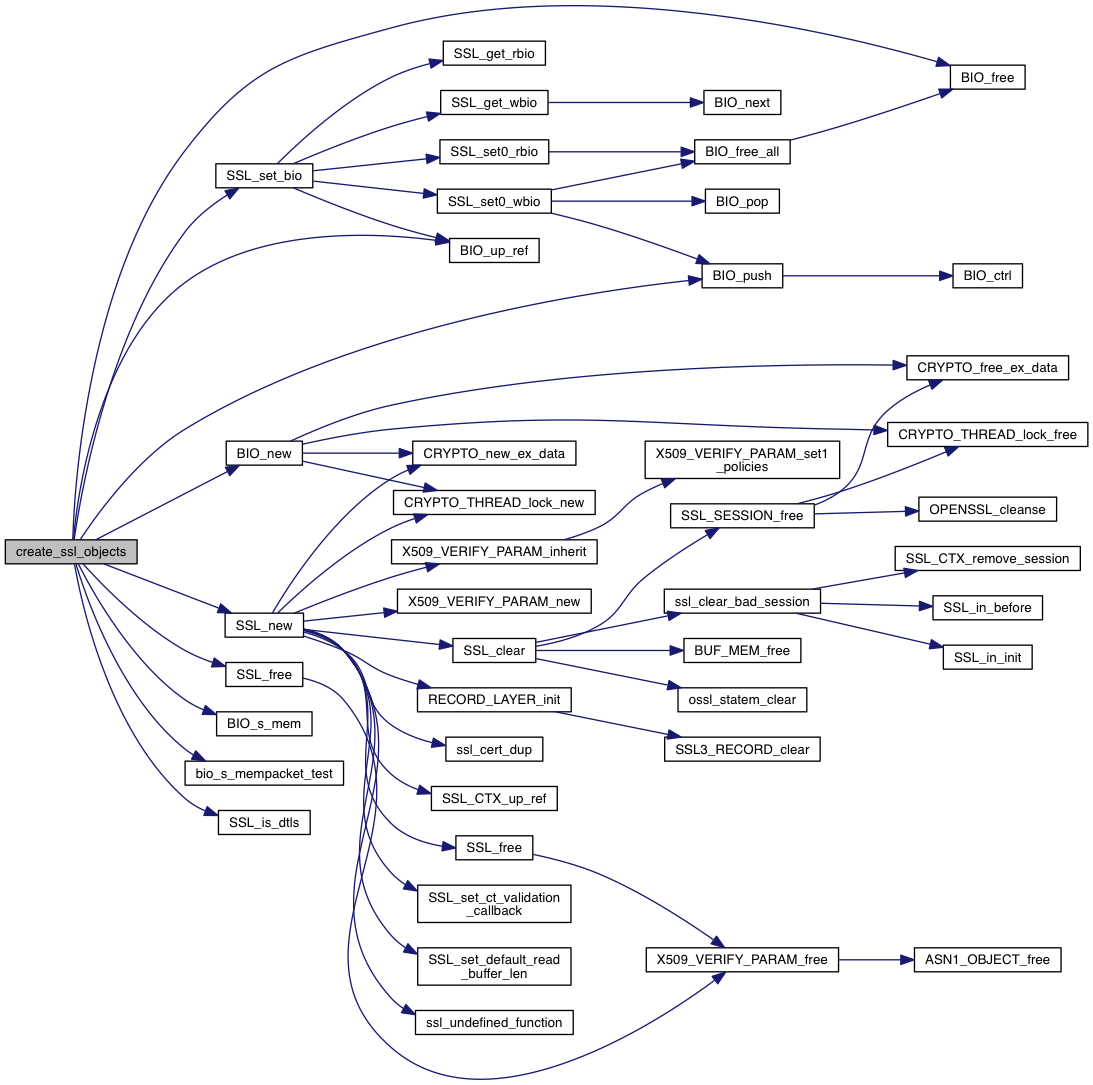 SSL_get_rbio
BIO_free
SSL_get_wbio
BIO_next
SSL_set0_rbio
BIO_free_all
SSL_set_bio
SSL_set0_wbio
BIO_pop
BIO_up_ref
BIO_push
BIO_ctrl
CRYPTO_free_ex_data
CRYPTO_THREAD_lock_free
BIO_new
CRYPTO_new_ex_data
X509_VERIFY_PARAM_set1
_policies
CRYPTO_THREAD_lock_new
SSL_SESSION_free
OPENSSL_cleanse
create_ssl_objects
X509_VERIFY_PARAM_inherit
SSL_CTX_remove_session
X509_VERIFY_PARAM_new
ssl_clear_bad_session
SSL_in_before
SSL_new
SSL_clear
BUF_MEM_free
SSL_in_init
SSL_free
RECORD_LAYER_init
ossl_statem_clear
BIO_s_mem
ssl_cert_dup
SSL3_RECORD_clear
bio_s_mempacket_test
SSL_CTX_up_ref
SSL_is_dtls
SSL_free
SSL_set_ct_validation
_callback
SSL_set_default_read
_buffer_len
X509_VERIFY_PARAM_free
ASN1_OBJECT_free
ssl_undefined_function